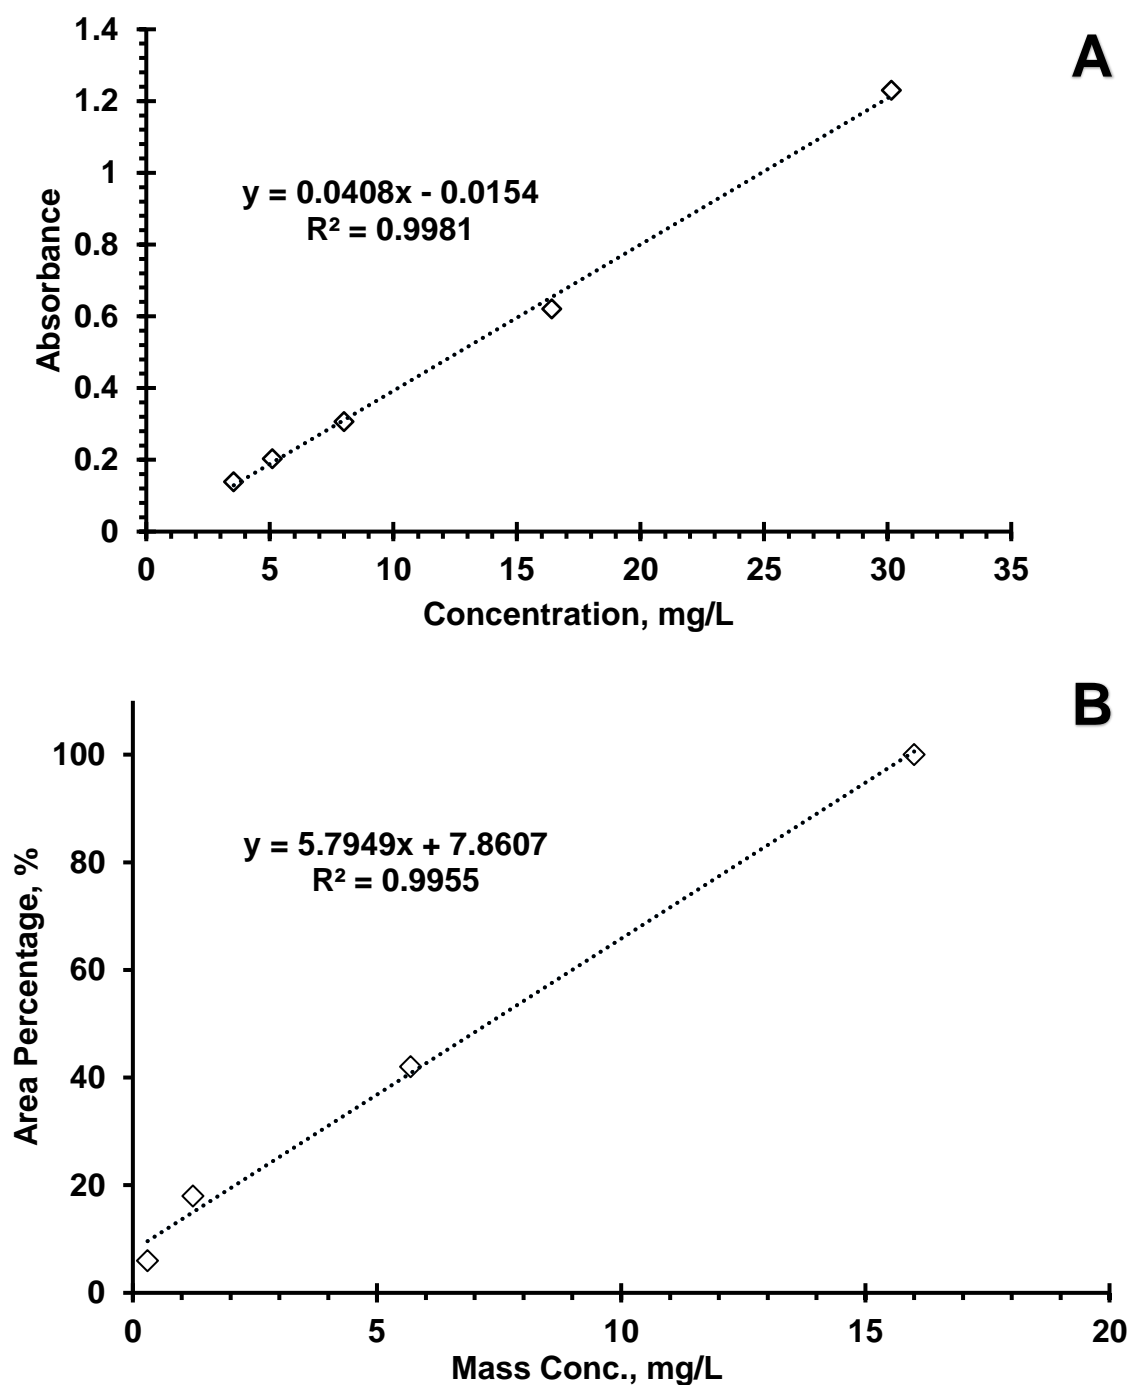 A
1.4
1.2
1
0.8
0.6
0.4
0.2
0
Absorbance
y = 0.0408x - 0.0154
R² = 0.9981
0 5 10 15 20 25 30 35
Concentration, mg/L
B
100
80
60
40
20
0
Area Percentage, %
y = 5.7949x + 7.8607
R² = 0.9955
0 5 10 15 20
Mass Conc., mg/L